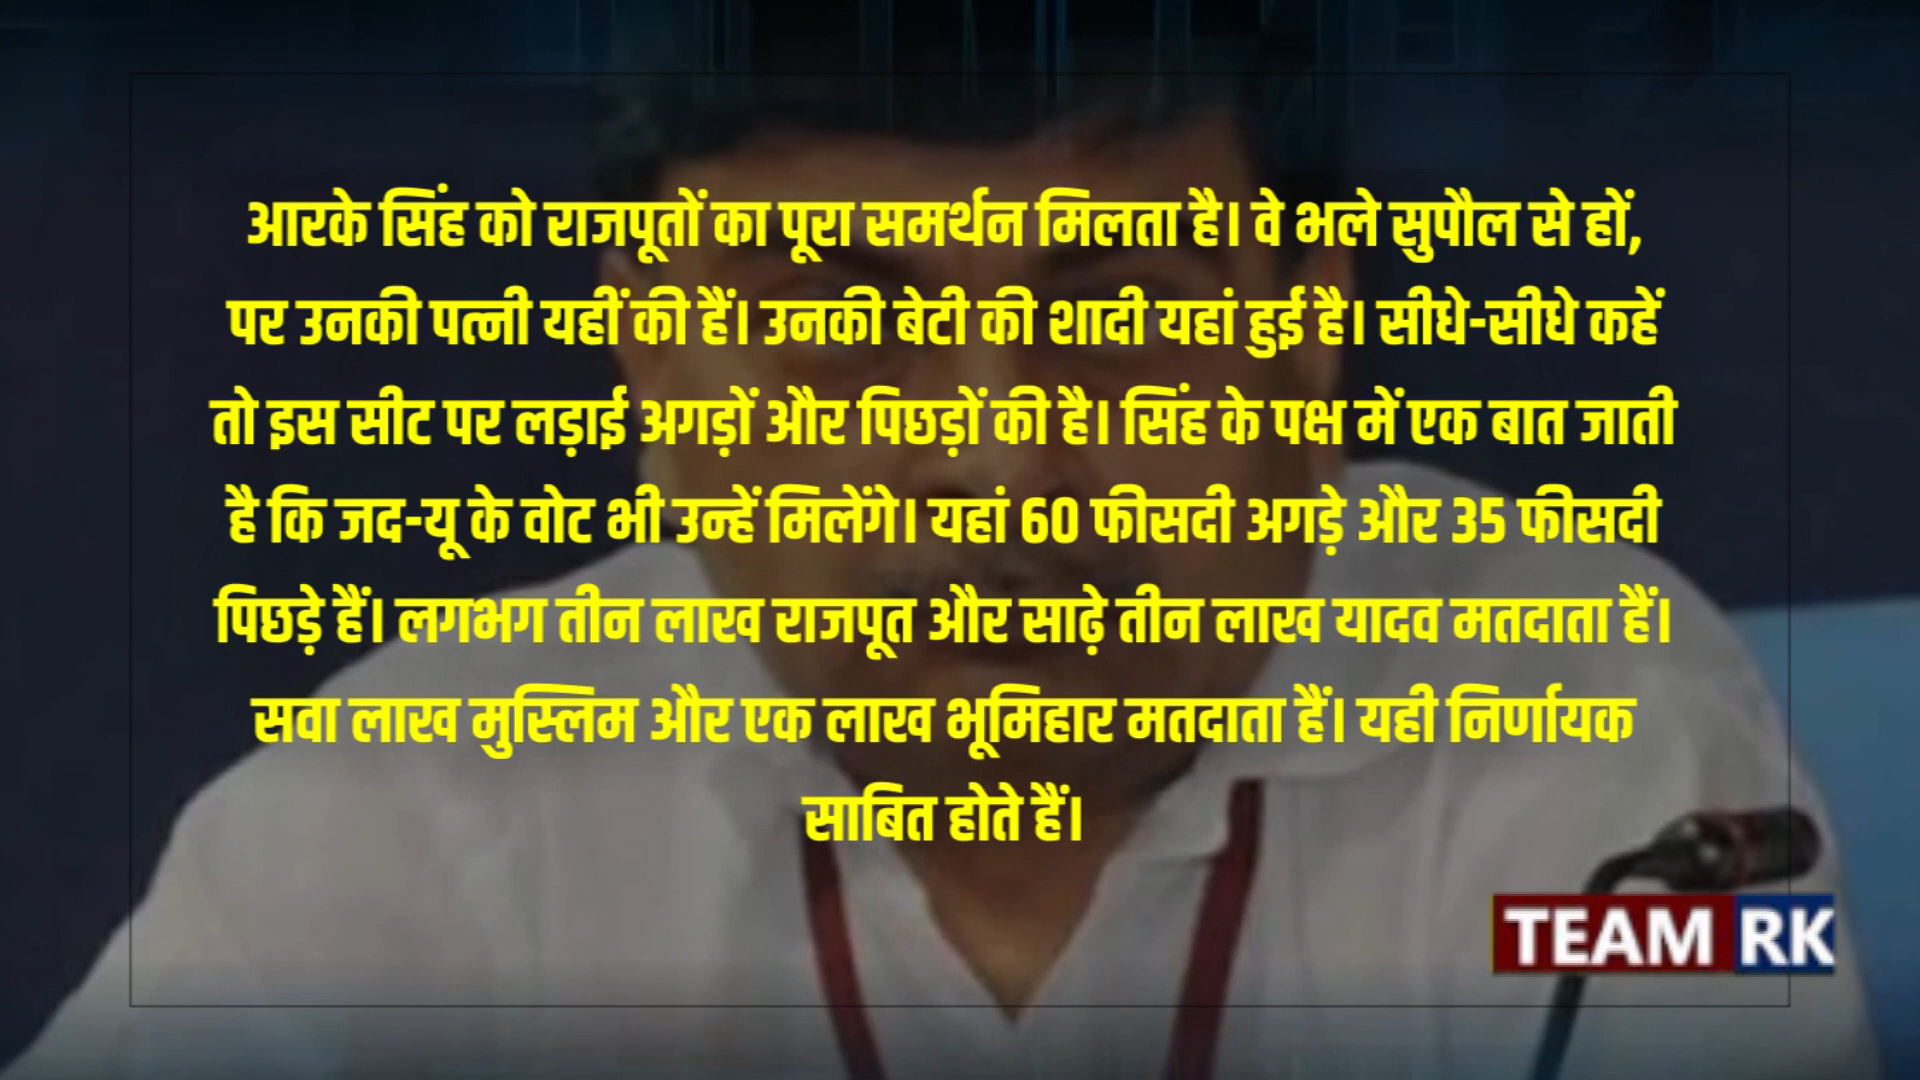 आरके सिंह को राजपूतों का पूरा समर्थन मिलता है। वे भले सुपौल से हों,
पर उनकी पत्नी यहीं की हैं। उनकी बेटी की शादी यहां हुई है। सीधे-सीधे कहें
तो इस सीट पर लड़ाई अगड़ों और पिछड़ों की है। सिंह के पक्ष में एक बात जाती
है कि जद-यू के वोट भी उन्हें मिलेंगे। यहां 60 फीसदी अगड़े और 35 फीसदी
पिछड़े हैं। लगभग तीन लाख राजपूत और साढ़े तीन लाख यादव मतदाता हैं।
सवा लाख मुस्लिम और एक लाख भूमिहार मतदाता हैं। यही निर्णायक
साबित होते हैं।
TEAM RK